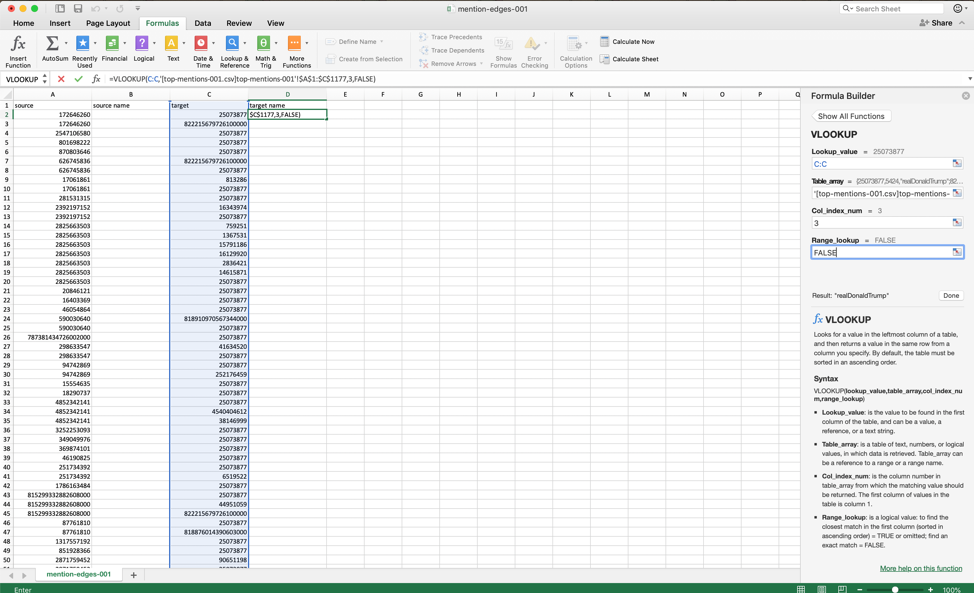 mention-edges-001
Search Sheet
Home Insert Page Layout Formulas Data Review View
Share
fx Σ ? A θ
Insert Function
AutoSum
Recently Used
Financial
Logical
Text
Date & Time
Lookup & Reference
Math & Trig
More Functions
Define Name
Create from Selection
Trace Precedents
Trace Dependents
Remove Arrows
Show Formulas
Error Checking
Calculation Options
Calculate Now
Calculate Sheet
VLOOKUP fx =VLOOKUP(C:C,'[top-mentions-001.csv]top-mentions-001'!$A$1:$C$1177,3,FALSE)
A B C D E F G H I J K L M N O P Q
1 source source name target target name
2 172646260 25073877 $C$1177,3,FALSE)
3 172646260 822215679726100000
4 2547106580 25073877
5 801698222 25073877
6 870803646 25073877
7 626745836 822215679726100000
8 626745836 25073877
9 17061861 813286
10 17061861 25073877
11 281531315 25073877
12 2392197152 16343974
13 2392197152 25073877
14 2825663503 759251
15 2825663503 1367531
16 2825663503 15791186
17 2825663503 16129920
18 2825663503 2836421
19 2825663503 14615871
20 2825663503 25073877
21 20846121 25073877
22 16403369 25073877
23 46054864 25073877
24 590030640 818910970567344000
25 590030640 25073877
26 787381434726002000 25073877
27 298633547 41634520
28 298633547 25073877
29 94742869 25073877
30 94742869 252176459
31 15554635 25073877
32 18290737 25073877
33 4852342141 25073877
34 4852342141 4540404612
35 4852342141 38146999
36 3252253093 25073877
37 349049976 25073877
38 369874101 25073877
39 46190825 25073877
40 251734392 25073877
41 251734392 6519522
42 1786163484 25073877
43 815299332882608000 25073877
44 815299332882608000 44951059
45 815299332882608000 822215679726100000
46 87761810 25073877
47 87761810 818876014390603000
48 1317557192 25073877
49 851928366 25073877
50 2871759452 90651198
mention-edges-001 +
Enter
100%
Formula Builder
Show All Functions
VLOOKUP
Lookup_value = 25073877
C:C
Table_array = {25073877,5424,"realDonaldTrump";82...
'[top-mentions-001.csv]top-mentions-
Col_index_num = 3
3
Range_lookup = FALSE
FALSE
Result: "realDonaldTrump"
Done
fx VLOOKUP
Looks for a value in the leftmost column of a table,
and then returns a value in the same row from a
column you specify. By default, the table must be
sorted in an ascending order.
Syntax
VLOOKUP(lookup_value,table_array,col_index_nu
m,range_lookup)
• Lookup_value: is the value to be found in the first
column of the table, and can be a value, a
reference, or a text string.
• Table_array: is a table of text, numbers, or logical
values, in which data is retrieved. Table_array can
be a reference to a range or a range name.
• Col_index_num: is the column number in
table_array from which the matching value should
be returned. The first column of values in the
table is column 1.
• Range_lookup: is a logical value: to find the
closest match in the first column (sorted in
ascending order) = TRUE or omitted; find an
exact match = FALSE.
More help on this function